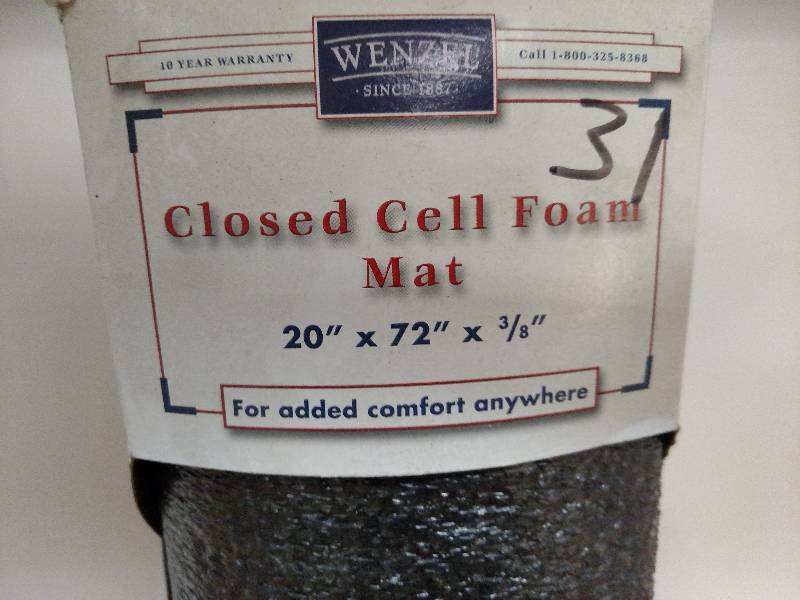 10 YEAR WARRANTY
WENZEL
· SINCE 1887 ·
Call 1-800-325-8368
31
Closed Cell Foam
Mat
20" x 72" x 3/8"
For added comfort anywhere